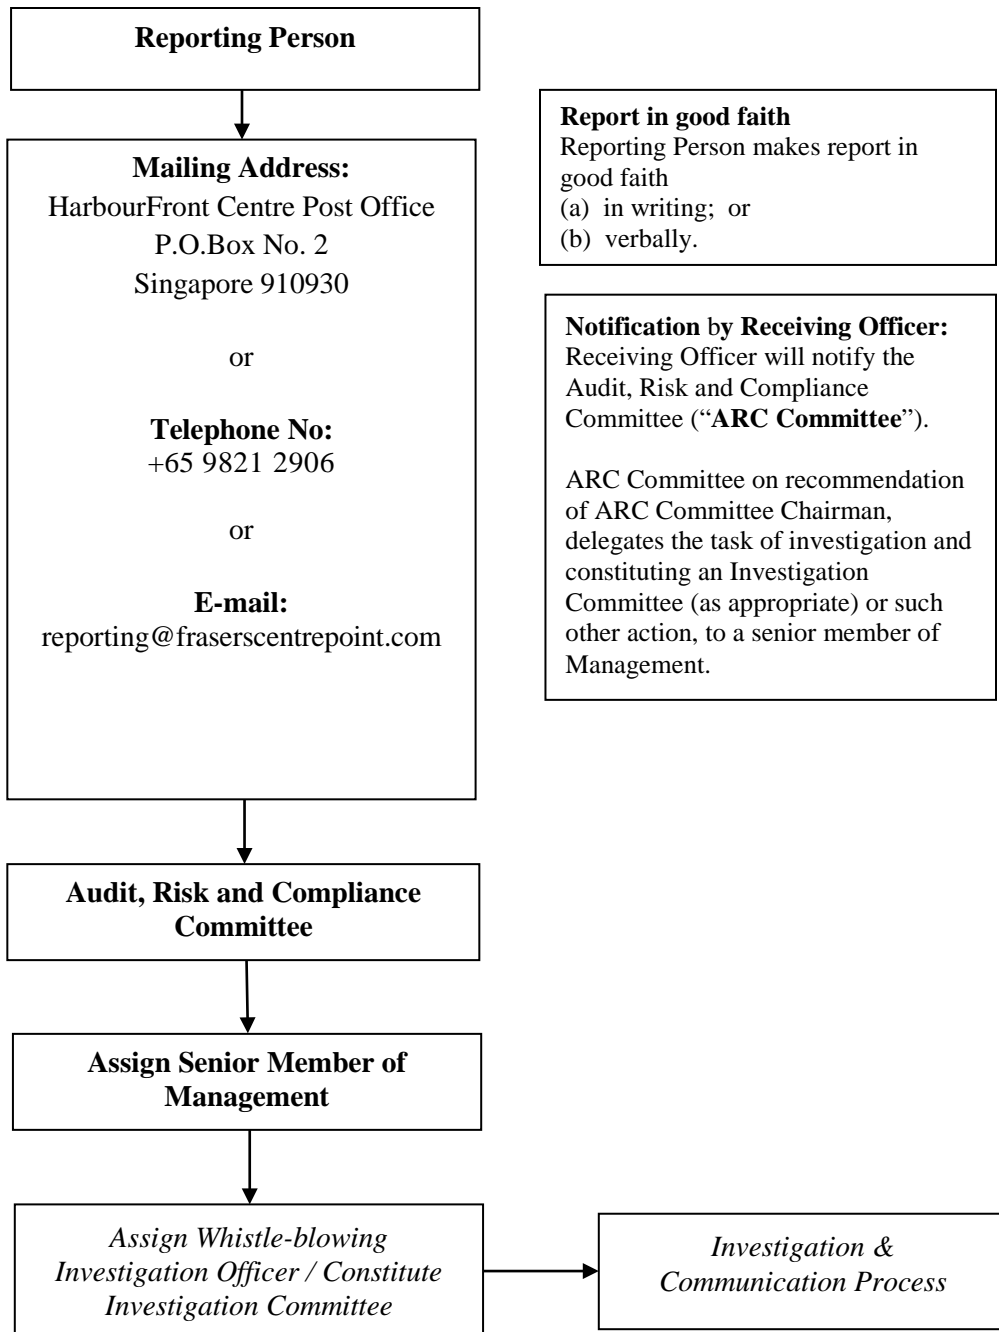 Reporting Person
Mailing Address:
HarbourFront Centre Post Office
P.O.Box No. 2
Singapore 910930
or
Telephone No:
+65 9821 2906
or
E-mail:
reporting@fraserscentrepoint.com
Report in good faith
Reporting Person makes report in
good faith
(a) in writing; or
(b) verbally.
Notification by Receiving Officer:
Receiving Officer will notify the
Audit, Risk and Compliance
Committee (“ARC Committee”).
ARC Committee on recommendation
of ARC Committee Chairman,
delegates the task of investigation and
constituting an Investigation
Committee (as appropriate) or such
other action, to a senior member of
Management.
Audit, Risk and Compliance
Committee
Assign Senior Member of
Management
Assign Whistle-blowing
Investigation Officer / Constitute
Investigation Committee
Investigation &
Communication Process